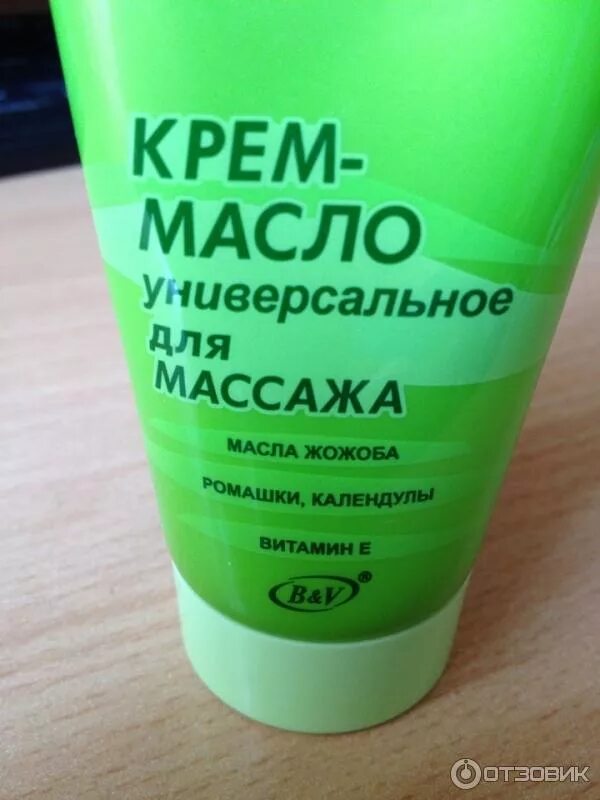 КРЕМ-
МАСЛО
универсальное
для
МАССАЖА
МАСЛА ЖОЖОБА
РОМАШКИ, КАЛЕНДУЛЫ
ВИТАМИН Е
B&V®
ОТЗОВИК